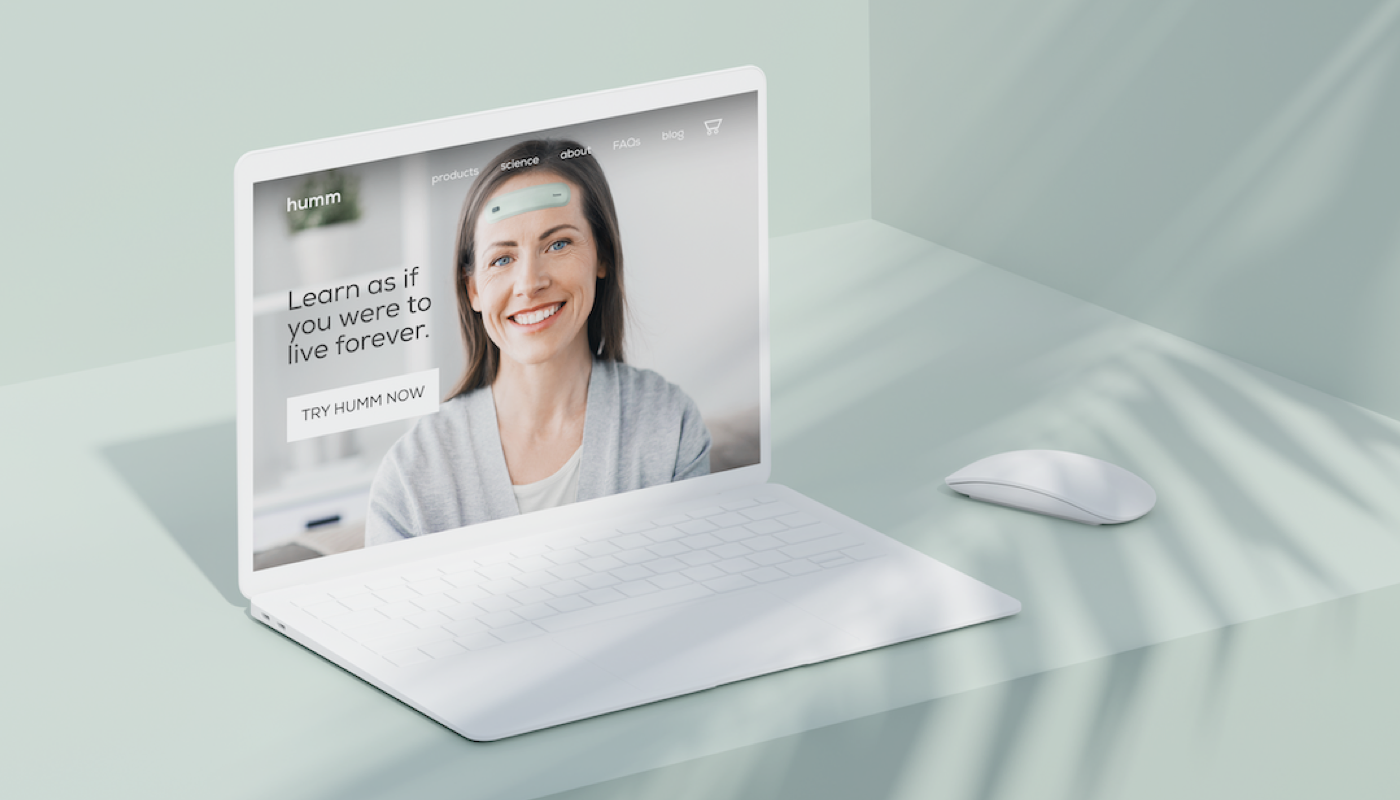 humm
products science about FAQs blog
Learn as if
you were to
live forever.
TRY HUMM NOW